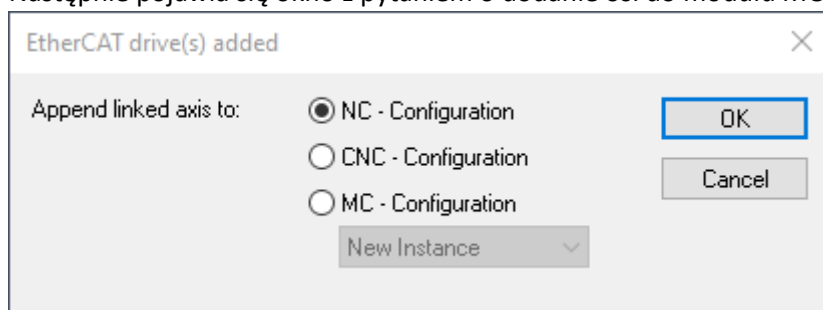 EtherCAT drive(s) added
Append linked axis to:
NC - Configuration
OK
CNC - Configuration
Cancel
MC - Configuration
New Instance